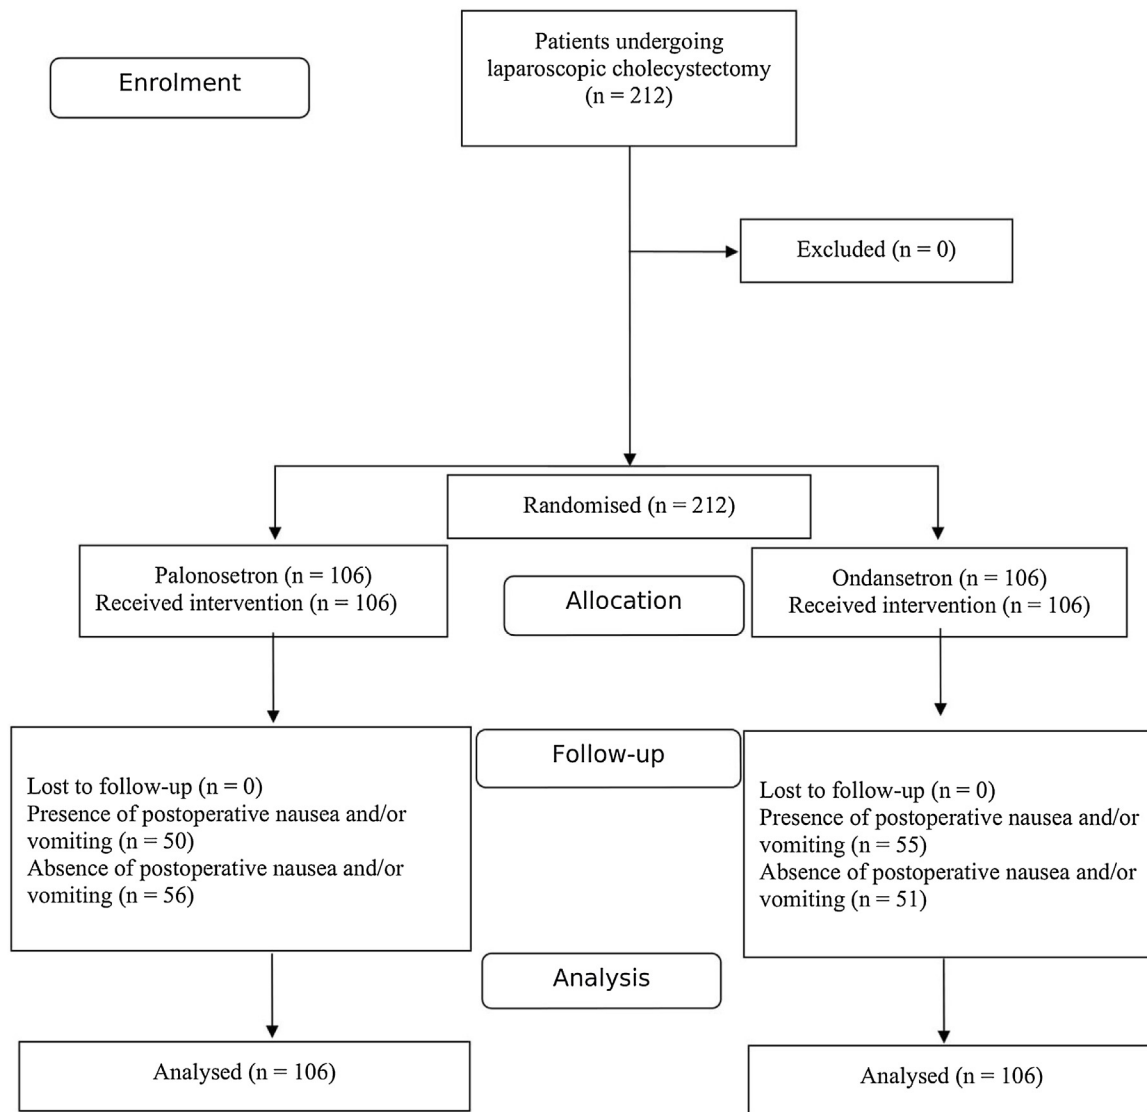 Enrolment
Patients undergoing
laparoscopic cholecystectomy
(n = 212)
Excluded (n = 0)
Randomised (n = 212)
Palonosetron (n = 106)
Received intervention (n = 106)
Allocation
Ondansetron (n = 106)
Received intervention (n = 106)
Follow-up
Lost to follow-up (n = 0)
Presence of postoperative nausea and/or
vomiting (n = 50)
Absence of postoperative nausea and/or
vomiting (n = 56)
Lost to follow-up (n = 0)
Presence of postoperative nausea and/or
vomiting (n = 55)
Absence of postoperative nausea and/or
vomiting (n = 51)
Analysis
Analysed (n = 106)
Analysed (n = 106)